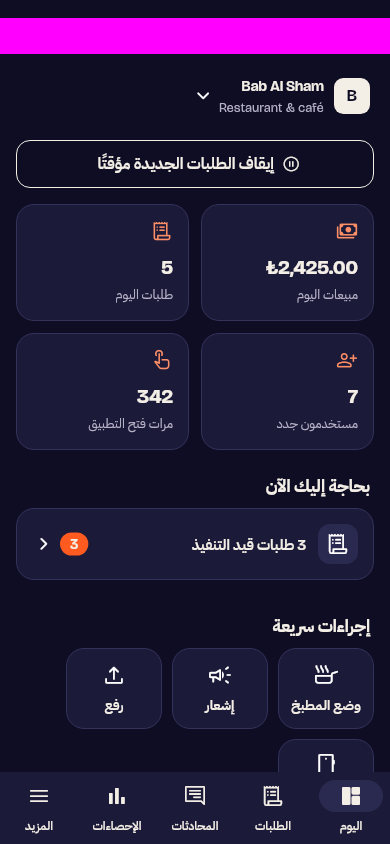 B
Bab Al Sham
Restaurant & café
إيقاف الطلبات الجديدة مؤقتًا
₺2,425.00
مبيعات اليوم
5
طلبات اليوم
7
مستخدمون جدد
342
مرات فتح التطبيق
بحاجة إليك الآن
3 طلبات قيد التنفيذ
3
إجراءات سريعة
وضع المطبخ
إشعار
رفع
اليوم
الطلبات
المحادثات
الإحصاءات
المزيد